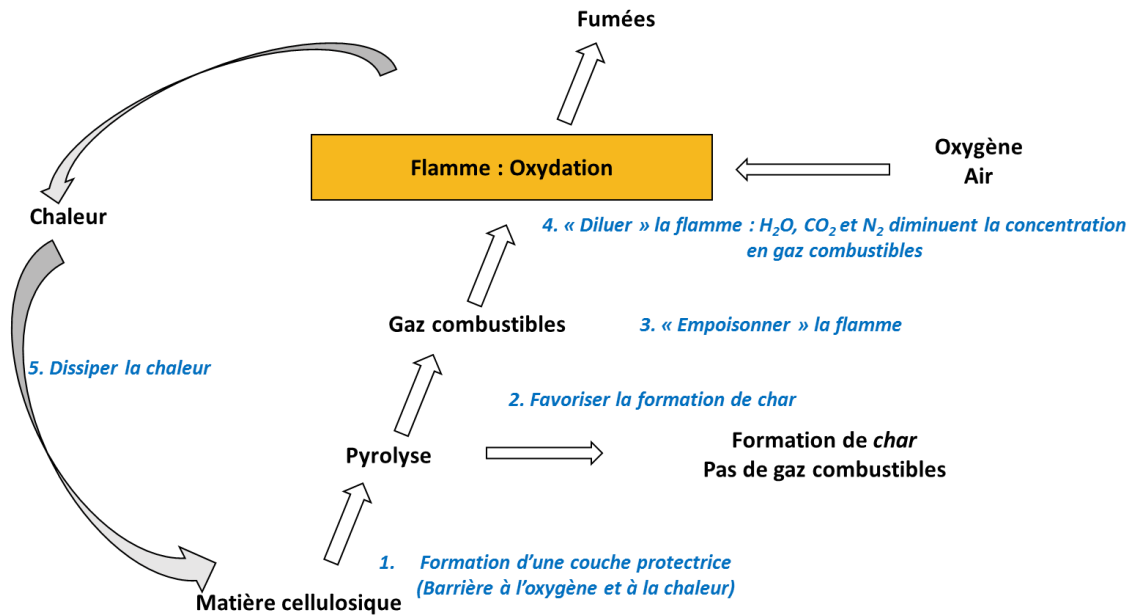 Fumées
Flamme : Oxydation
Oxygène
Air
Chaleur
4. « Diluer » la flamme : H₂O, CO₂ et N₂ diminuent la concentration
en gaz combustibles
Gaz combustibles
3. « Empoisonner » la flamme
5. Dissiper la chaleur
2. Favoriser la formation de char
Pyrolyse
Formation de char
Pas de gaz combustibles
1. Formation d’une couche protectrice
(Barrière à l’oxygène et à la chaleur)
Matière cellulosique